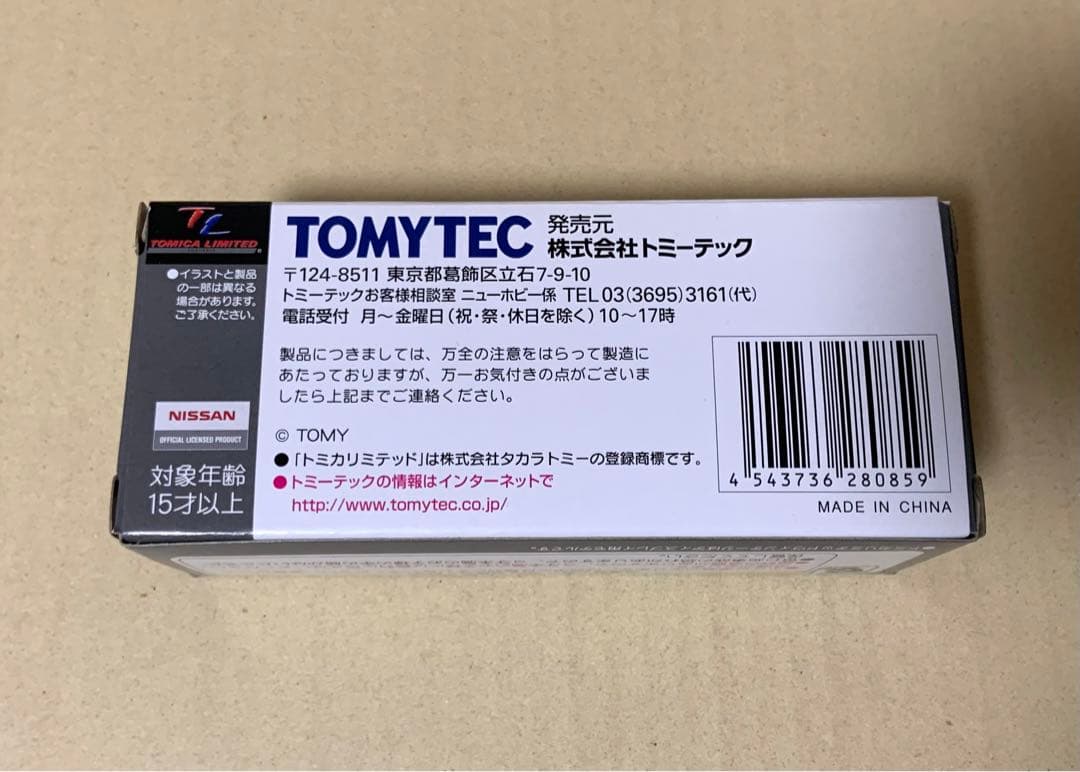 TL
TOMICA LIMITED
●イラストと製品
の一部は異なる
場合があります。
ご了承ください。
NISSAN
OFFICIAL LICENSED PRODUCT
対象年齢
15才以上
TOMYTEC
発売元
株式会社トミーテック
〒124-8511 東京都葛飾区立石7-9-10
トミーテックお客様相談室 ニューホビー係 TEL 03(3695)3161(代)
電話受付 月〜金曜日(祝・祭・休日を除く)10〜17時
製品につきましては、万全の注意をはらって製造に
あたっておりますが、万一お気付きの点がございま
したら上記までご連絡ください。
© TOMY
●「トミカリミテッド」は株式会社タカラトミーの登録商標です。
●トミーテックの情報はインターネットで
http://www.tomytec.co.jp/
4 543736 280859
MADE IN CHINA